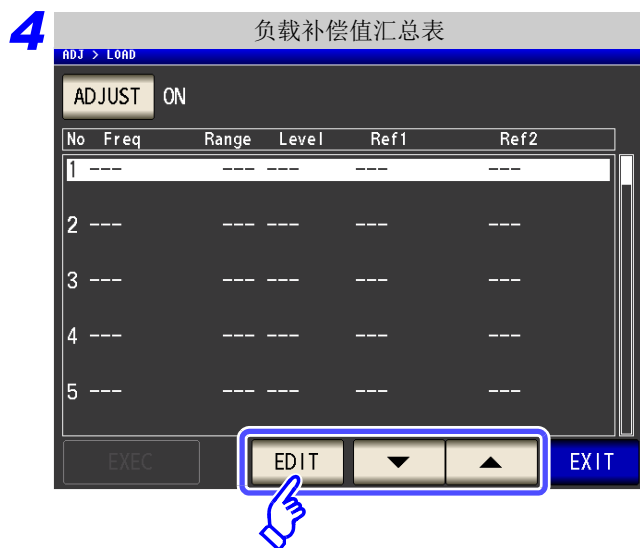 4
负载补偿值汇总表
ADJ > LOAD
ADJUST ON
No Freq Range Level Ref1 Ref2
1 --- --- --- --- ---
2 --- --- --- --- ---
3 --- --- --- --- ---
4 --- --- --- --- ---
5 --- --- --- --- ---
EXEC EDIT ▼ ▲ EXIT